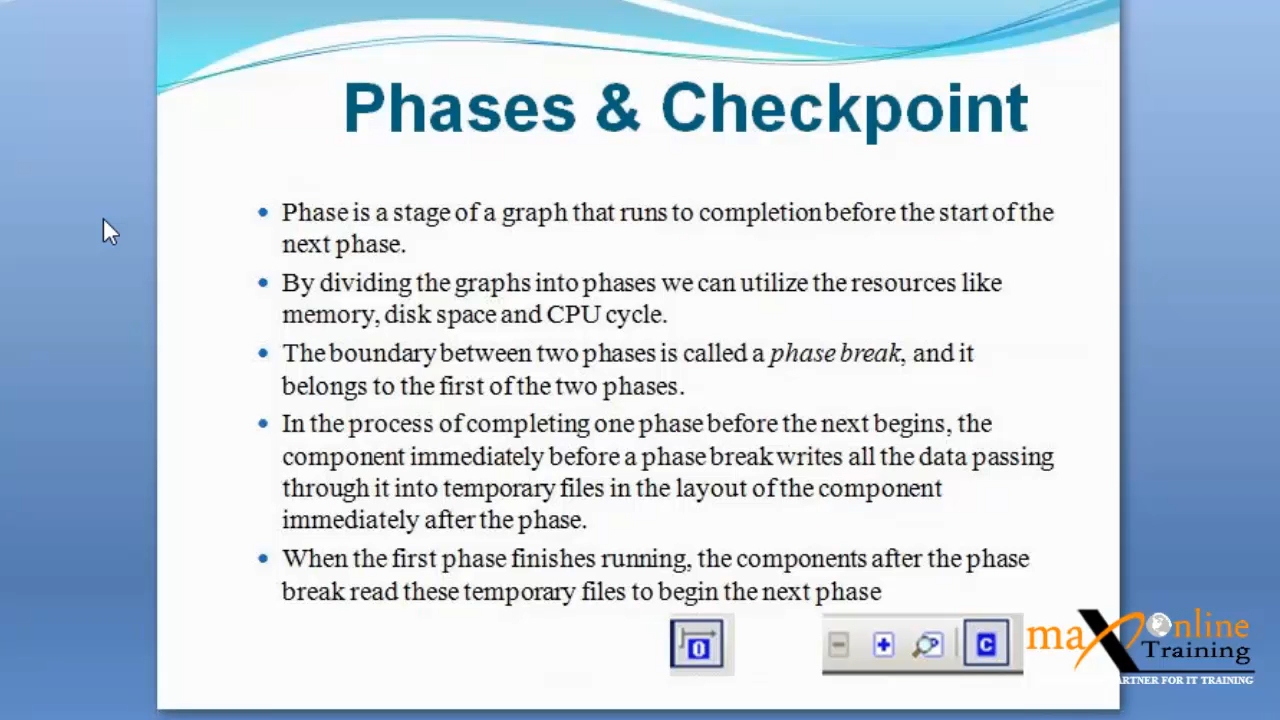 Phases & Checkpoint
• Phase is a stage of a graph that runs to completion before the start of the
next phase.
• By dividing the graphs into phases we can utilize the resources like
memory, disk space and CPU cycle.
• The boundary between two phases is called a phase break, and it
belongs to the first of the two phases.
• In the process of completing one phase before the next begins, the
component immediately before a phase break writes all the data passing
through it into temporary files in the layout of the component
immediately after the phase.
• When the first phase finishes running, the components after the phase
break read these temporary files to begin the next phase
0
P
C
maX Online
Training
FOR IT TRAINING